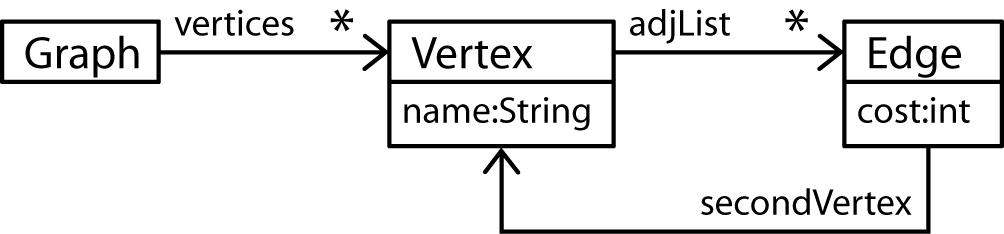 vertices *
adjList *
Graph
Vertex
Edge
name:String
cost:int
secondVertex